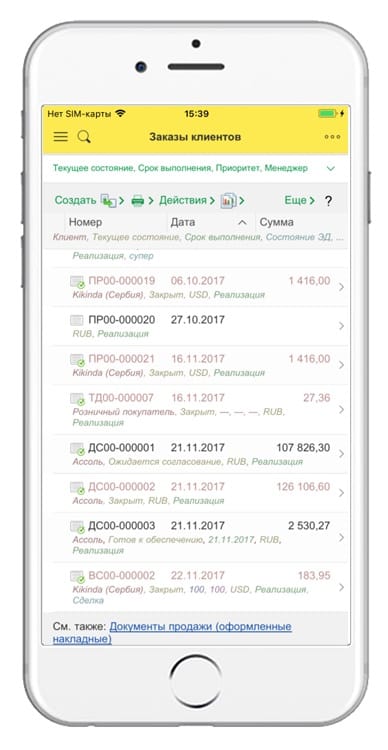 Нет SIM-карты 15:39
Заказы клиентов
Текущее состояние, Срок выполнения, Приоритет, Менеджер
Создать Действия Еще ?
Номер Дата Сумма
Клиент, Текущее состояние, Срок выполнения, Состояние ЭД, ...
Реализация, супер
ПР00-000019 06.10.2017 1 416,00
Kikinda (Сербия), Закрыт, USD, Реализация
ПР00-000020 27.10.2017
RUB, Реализация
ПР00-000021 16.11.2017 1 416,00
Kikinda (Сербия), Закрыт, USD, Реализация
ТД00-000007 16.11.2017 27,36
Розничный покупатель, Закрыт, —, —, —, RUB,
Реализация
ДС00-000001 21.11.2017 107 826,30
Ассоль, Ожидается согласование, RUB, Реализация
ДС00-000002 21.11.2017 126 106,60
Ассоль, Закрыт, RUB, Реализация
ДС00-000003 21.11.2017 2 530,27
Ассоль, Готов к обеспечению, 21.11.2017, RUB,
Реализация
ВС00-000002 22.11.2017 183,95
Kikinda (Сербия), Закрыт, 100, 100, USD, Реализация,
Сделка
См. также: Документы продажи (оформленные
накладные)